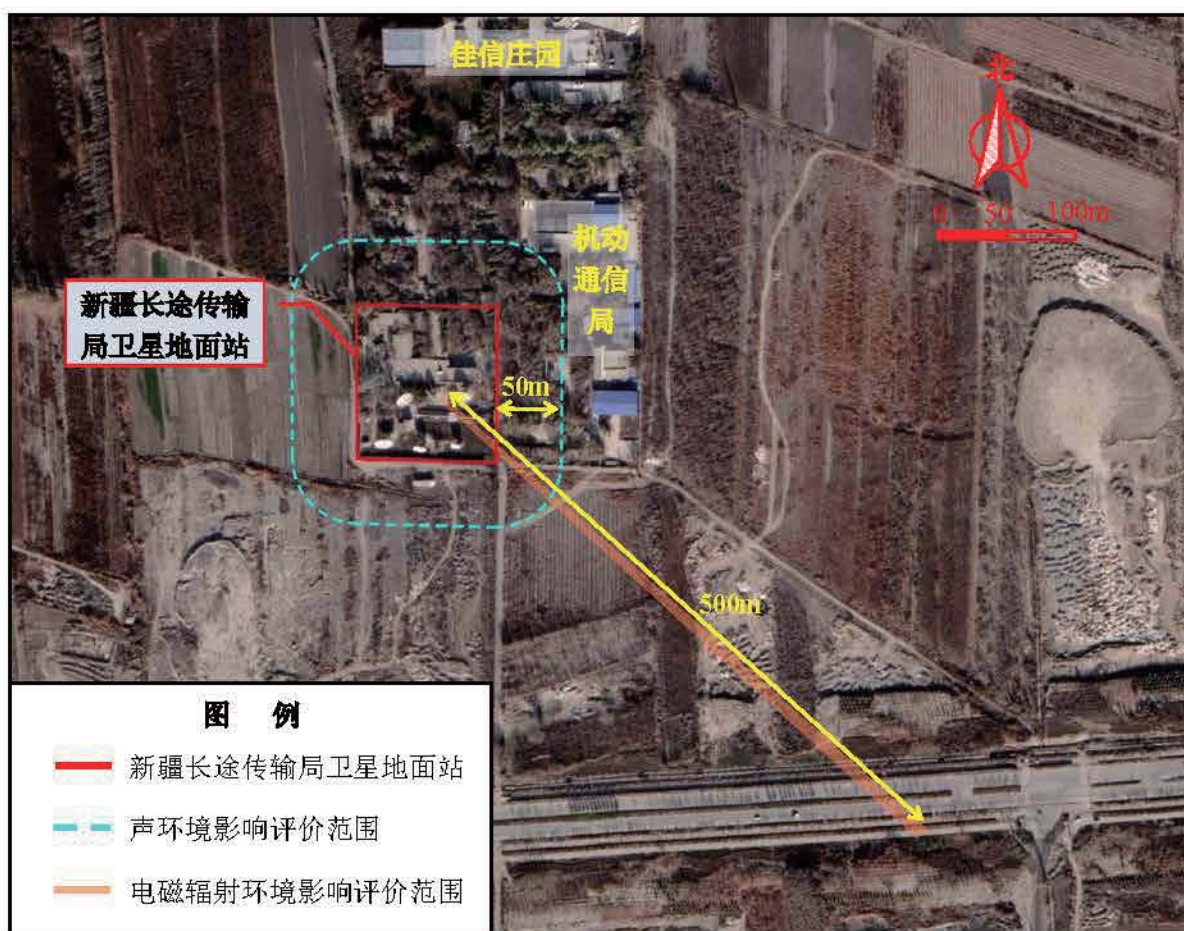 佳信庄园
北
0 50 100m
机动
通信
局
新疆长途传输
局卫星地面站
50m
500m
图 例
新疆长途传输局卫星地面站
声环境影响评价范围
电磁辐射环境影响评价范围